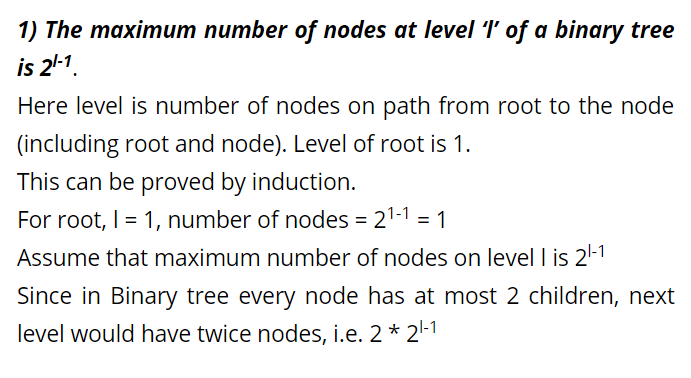 1) The maximum number of nodes at level ‘l’ of a binary tree
is 2^l-1.
Here level is number of nodes on path from root to the node
(including root and node). Level of root is 1.
This can be proved by induction.
For root, l = 1, number of nodes = 2^1-1 = 1
Assume that maximum number of nodes on level l is 2^l-1
Since in Binary tree every node has at most 2 children, next
level would have twice nodes, i.e. 2 * 2^l-1